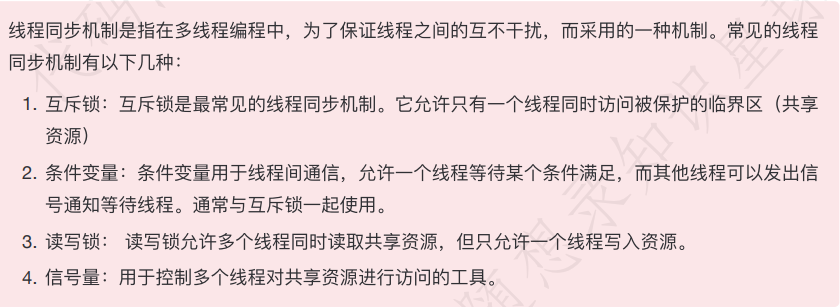 线程同步机制是指在多线程编程中，为了保证线程之间的互不干扰，而采用的一种机制。常见的线程
同步机制有以下几种：
1. 互斥锁：互斥锁是最常见的线程同步机制。它允许只有一个线程同时访问被保护的临界区（共享
资源）
2. 条件变量：条件变量用于线程间通信，允许一个线程等待某个条件满足，而其他线程可以发出信
号通知等待线程。通常与互斥锁一起使用。
3. 读写锁： 读写锁允许多个线程同时读取共享资源，但只允许一个线程写入资源。
4. 信号量：用于控制多个线程对共享资源进行访问的工具。
代码
随想录知识星球